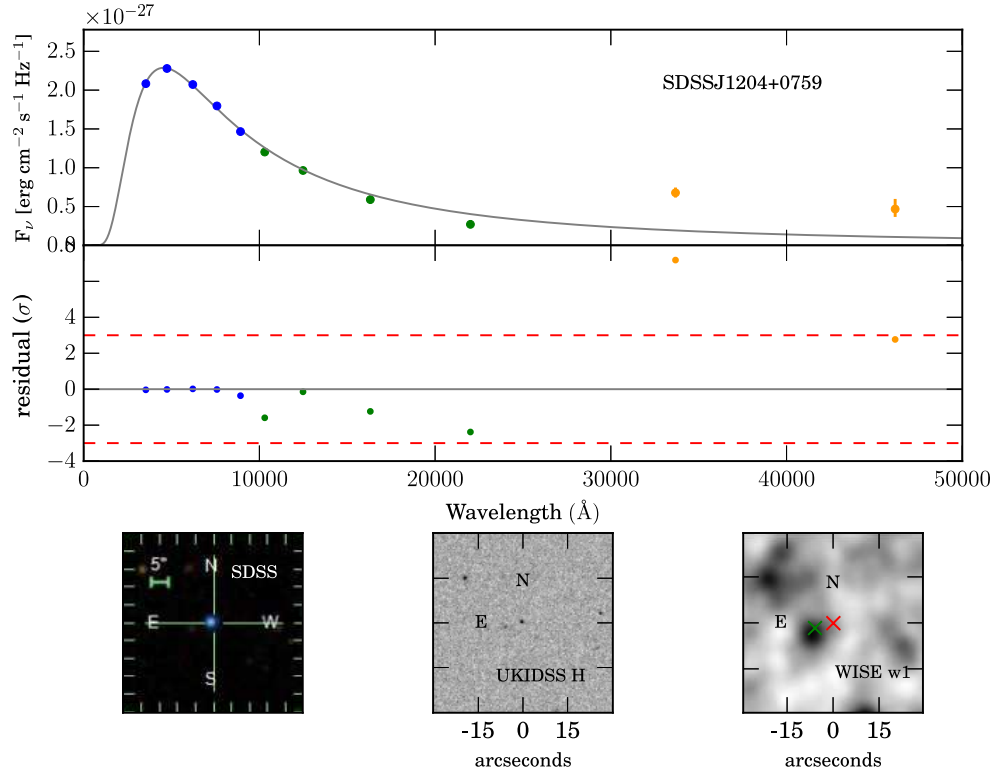 ×10⁻²⁷
F_ν [erg cm⁻² s⁻¹ Hz⁻¹]
2.5
2.0
1.5
1.0
0.5
0.0
SDSSJ1204+0759
residual (σ)
8
4
2
0
−2
−4
0 10000 20000 30000 40000 50000
Wavelength (Å)
5"
N
SDSS
E
W
S
N
E
UKIDSS H
-15 0 15
arcseconds
N
E
WISE w1
-15 0 15
arcseconds